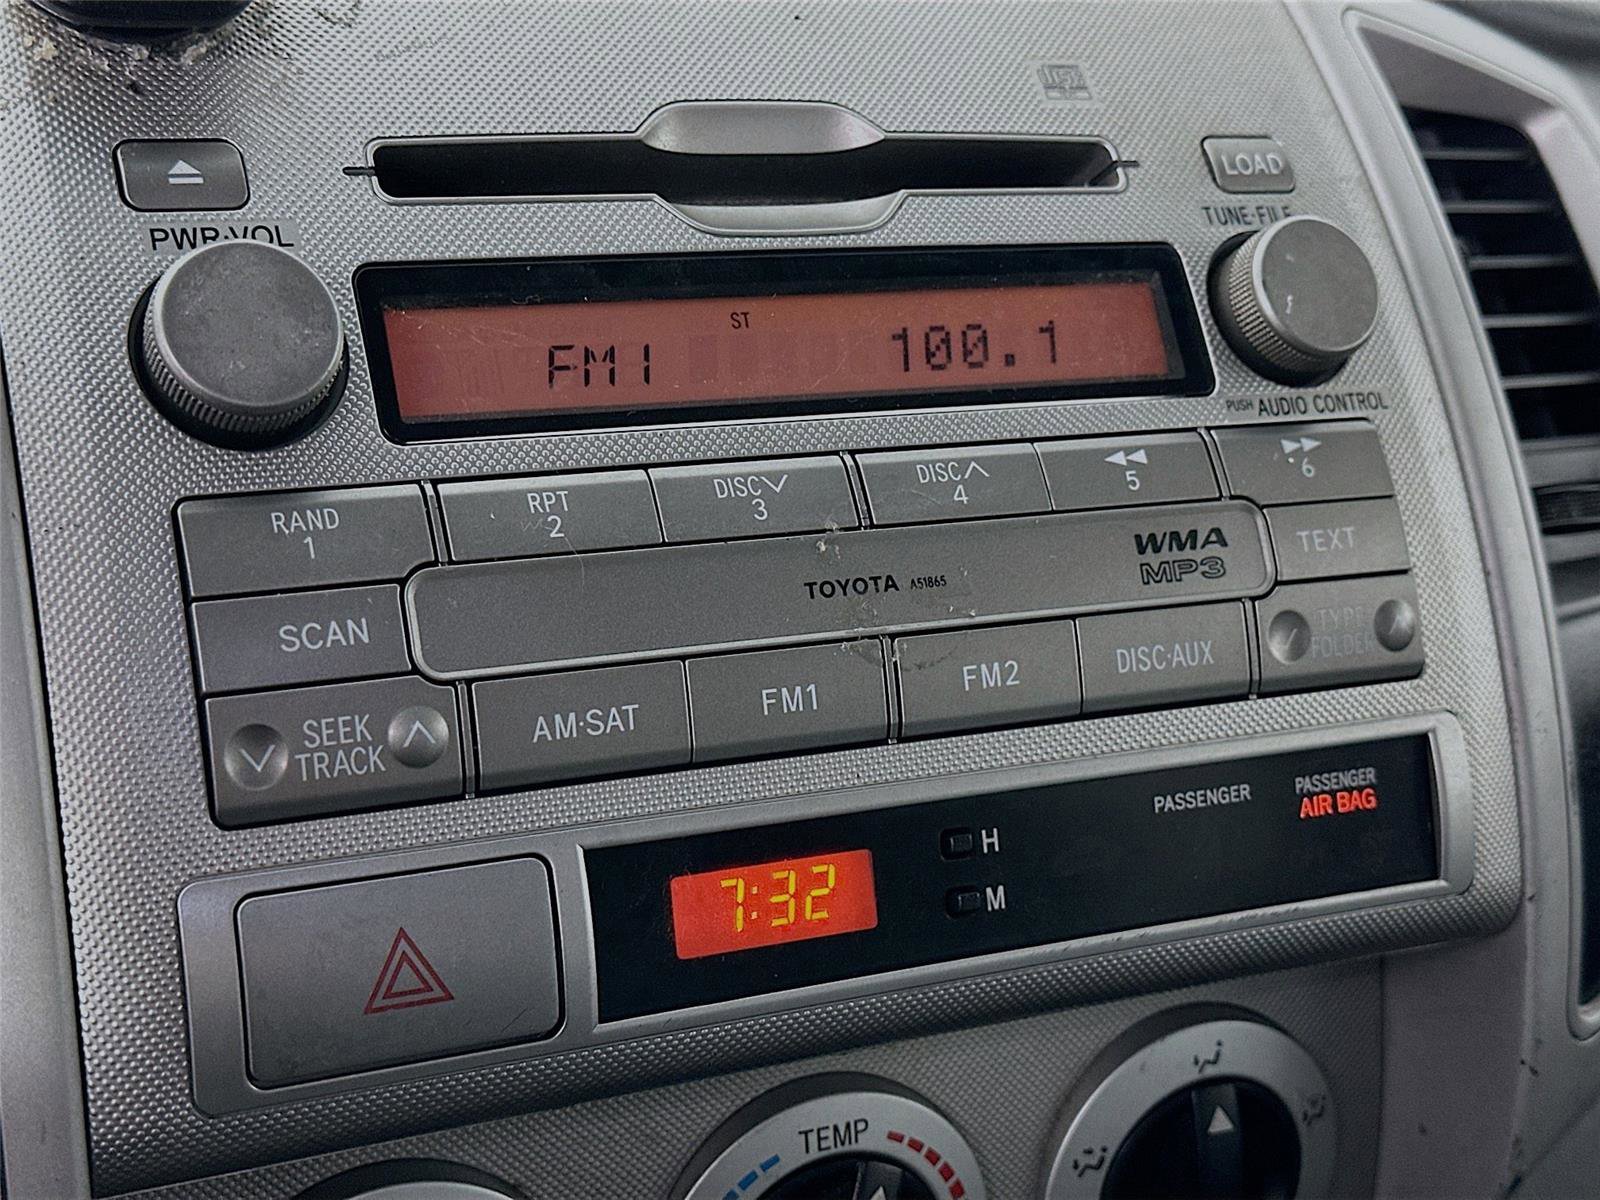 LOAD
PWR·VOL
TUNE·FILE
ST
FM1 100.1
PUSH AUDIO CONTROL
RAND
1
RPT
2
DISC
3
DISC
4
5
6
TEXT
WMA
MP3
TOYOTA A51865
SCAN
TYPE
FOLDER
SEEK
TRACK
AM·SAT
FM1
FM2
DISC·AUX
PASSENGER
PASSENGER
AIR BAG
7:32
H
M
TEMP